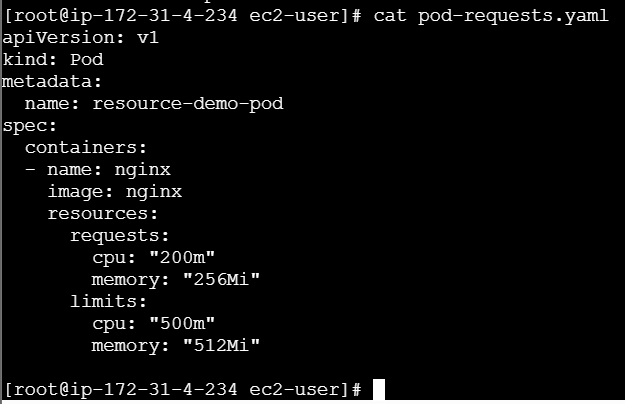 [root@ip-172-31-4-234 ec2-user]# cat pod-requests.yaml
apiVersion: v1
kind: Pod
metadata:
  name: resource-demo-pod
spec:
  containers:
  - name: nginx
    image: nginx
    resources:
      requests:
        cpu: "200m"
        memory: "256Mi"
      limits:
        cpu: "500m"
        memory: "512Mi"
[root@ip-172-31-4-234 ec2-user]#